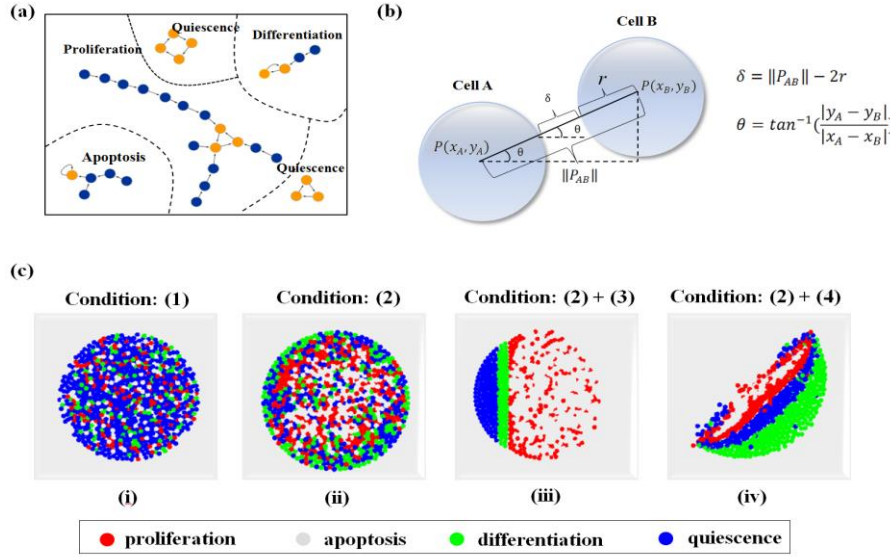 (a)
Quiescence
Differentiation
Proliferation
Apoptosis
Quiescence
(b)
Cell B
Cell A
r
P(x_B, y_B)
δ
θ
P(x_A, y_A)
θ
‖P_AB‖
δ = ‖P_AB‖ − 2r
θ = tan⁻¹(|y_A − y_B| / |x_A − x_B|
(c)
Condition: (1)
Condition: (2)
Condition: (2) + (3)
Condition: (2) + (4)
(i)
(ii)
(iii)
(iv)
proliferation
apoptosis
differentiation
quiescence